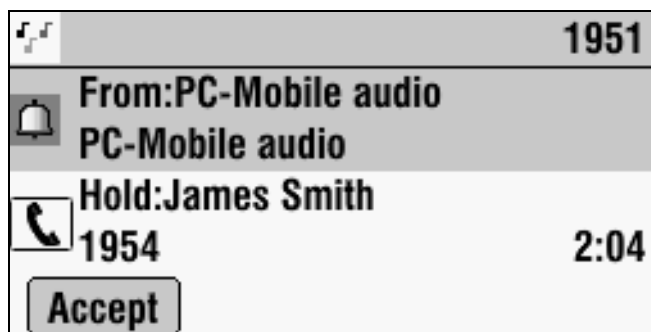 1951
From:PC-Mobile audio
PC-Mobile audio
Hold:James Smith
1954 2:04
Accept